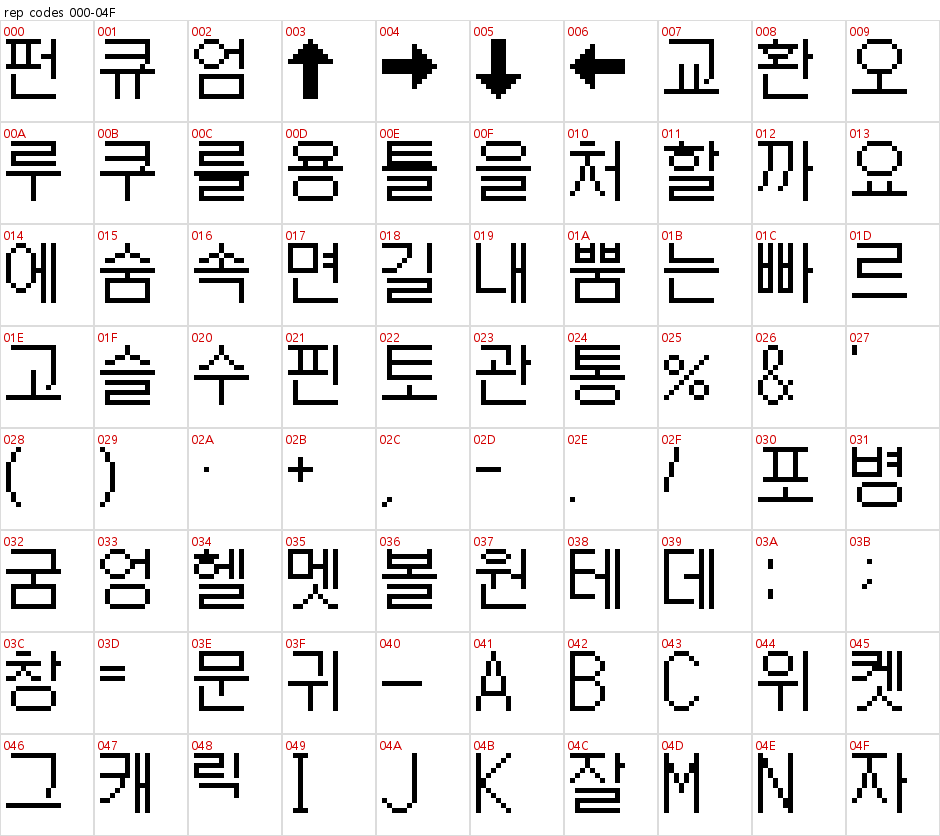 rep codes 000-04F
000 001 002 003 004 005 006 007 008 009
펀 큐 엄 ↑ → ↓ ← 교 환 오
00A 00B 00C 00D 00E 00F 010 011 012 013
루 쿠 를 용 틀 을 처 할 까 요
014 015 016 017 018 019 01A 01B 01C 01D
에 숨 속 면 길 내 뿜 는 빠 르
01E 01F 020 021 022 023 024 025 026 027
고 슬 수 핀 토 관 통 % & '
028 029 02A 02B 02C 02D 02E 02F 030 031
( ) · + , - . / 포 병
032 033 034 035 036 037 038 039 03A 03B
굼 엉 헬 멧 볼 원 테 데 : ;
03C 03D 03E 03F 040 041 042 043 044 045
참 = 문 귀 — A B C 위 켓
046 047 048 049 04A 04B 04C 04D 04E 04F
그 캐 릭 I J K 잘 M N 자